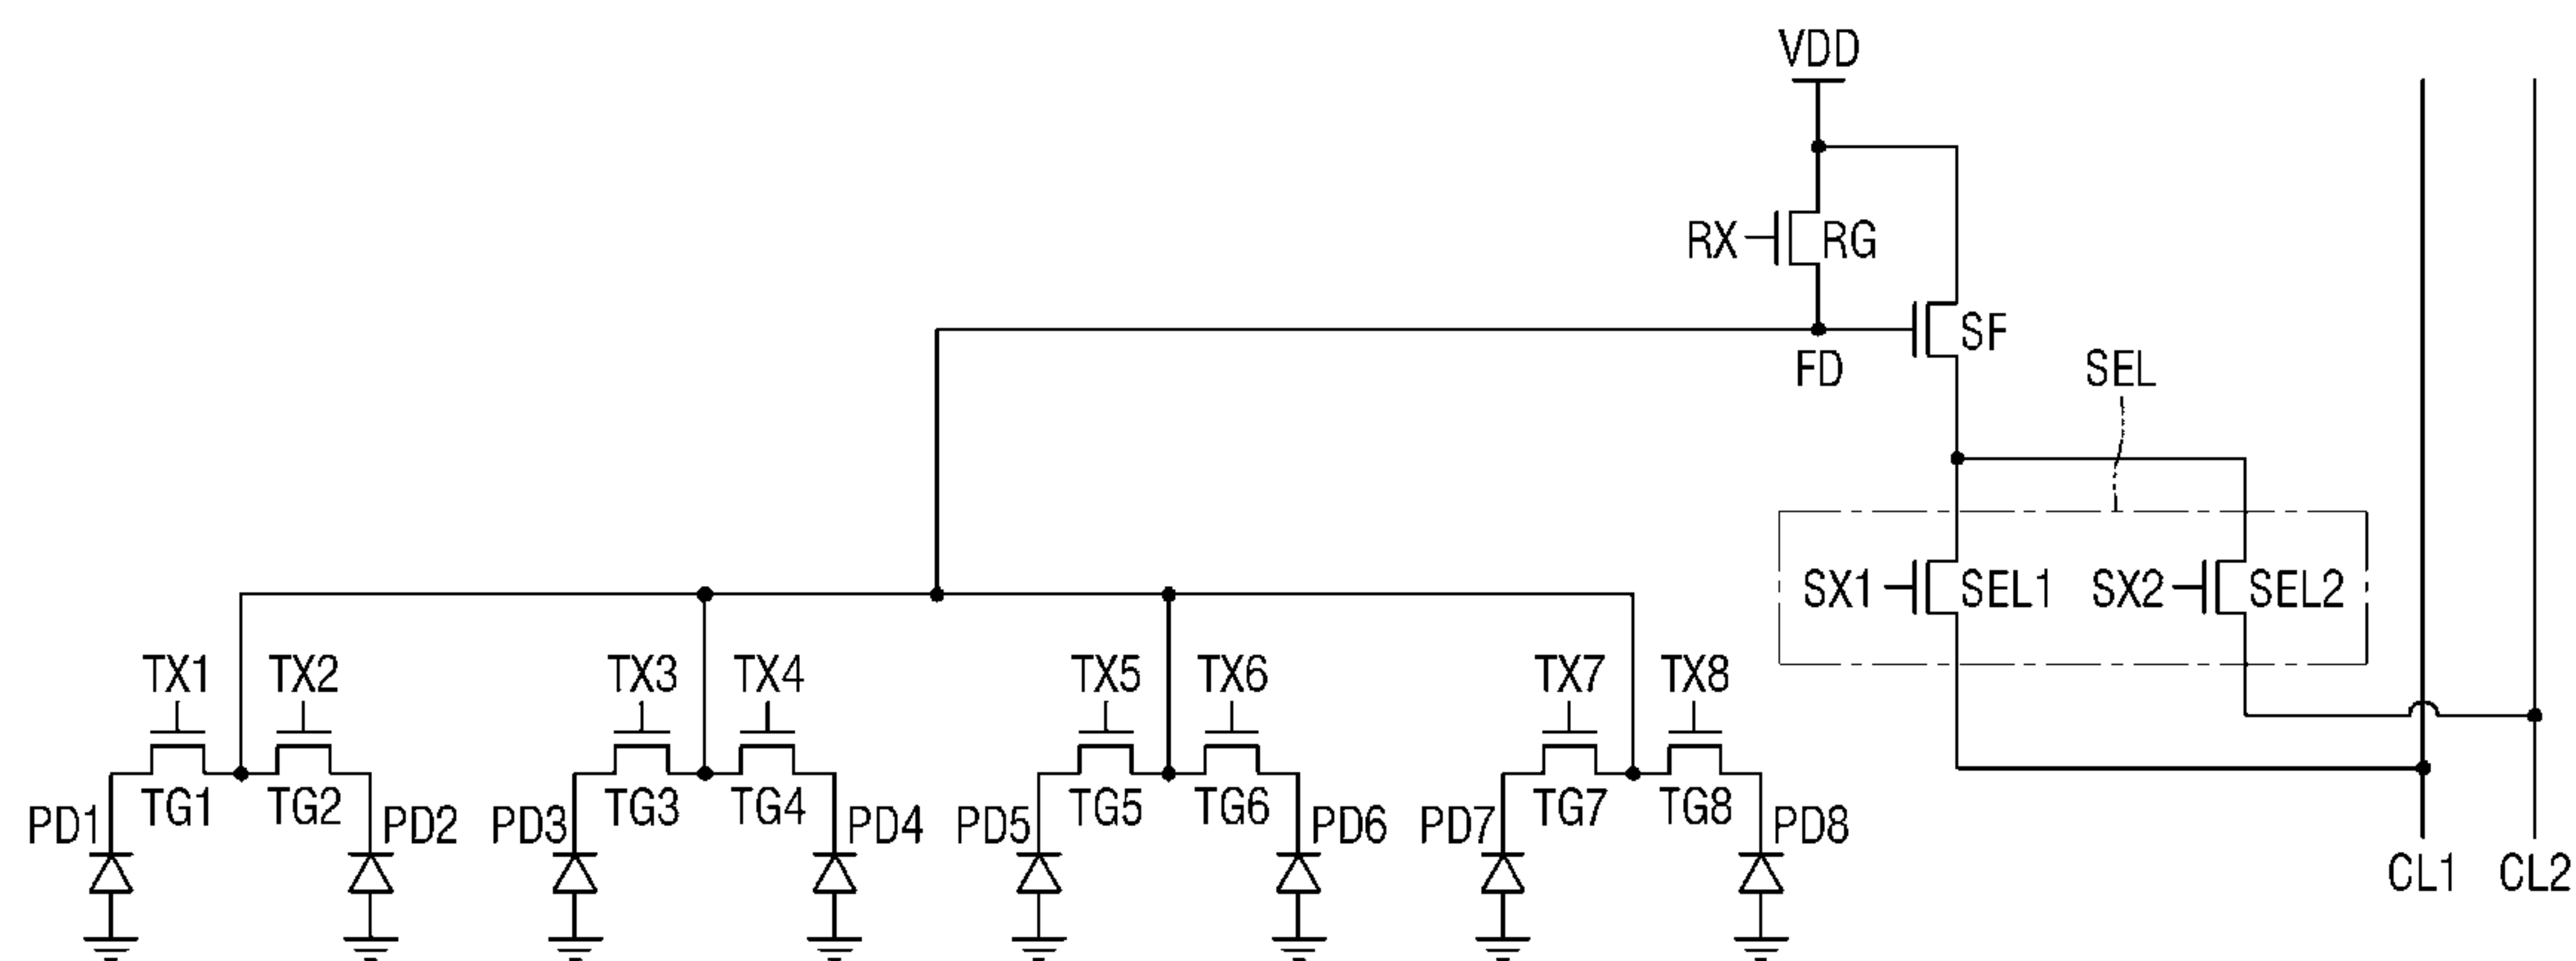 VDD
RX
RG
SF
FD
SEL
SX1
SEL1
SX2
SEL2
TX1
TX2
TX3
TX4
TX5
TX6
TX7
TX8
TG1
TG2
TG3
TG4
TG5
TG6
TG7
TG8
PD1
PD2
PD3
PD4
PD5
PD6
PD7
PD8
CL1
CL2